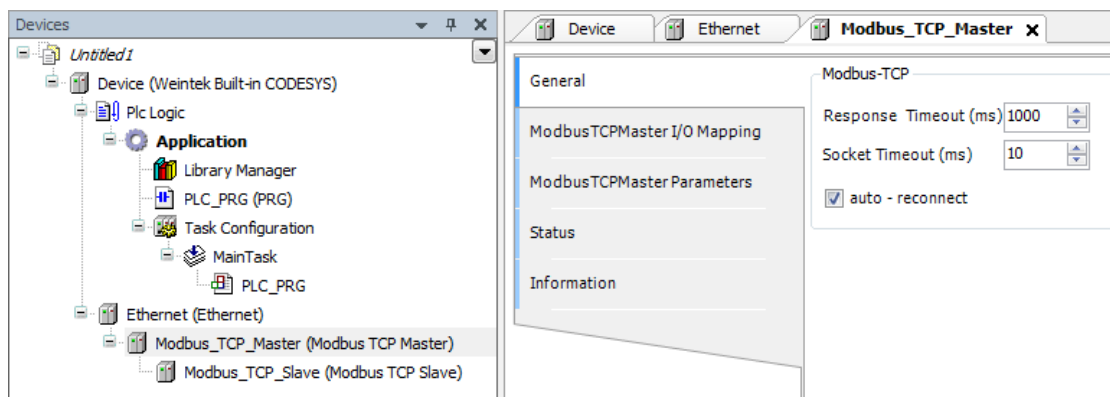 Devices
Untitled1
Device (Weintek Built-in CODESYS)
Plc Logic
Application
Library Manager
PLC_PRG (PRG)
Task Configuration
MainTask
PLC_PRG
Ethernet (Ethernet)
Modbus_TCP_Master (Modbus TCP Master)
Modbus_TCP_Slave (Modbus TCP Slave)
Device
Ethernet
Modbus_TCP_Master
General
ModbusTCPMaster I/O Mapping
ModbusTCPMaster Parameters
Status
Information
Modbus-TCP
Response Timeout (ms) 1000
Socket Timeout (ms) 10
auto - reconnect